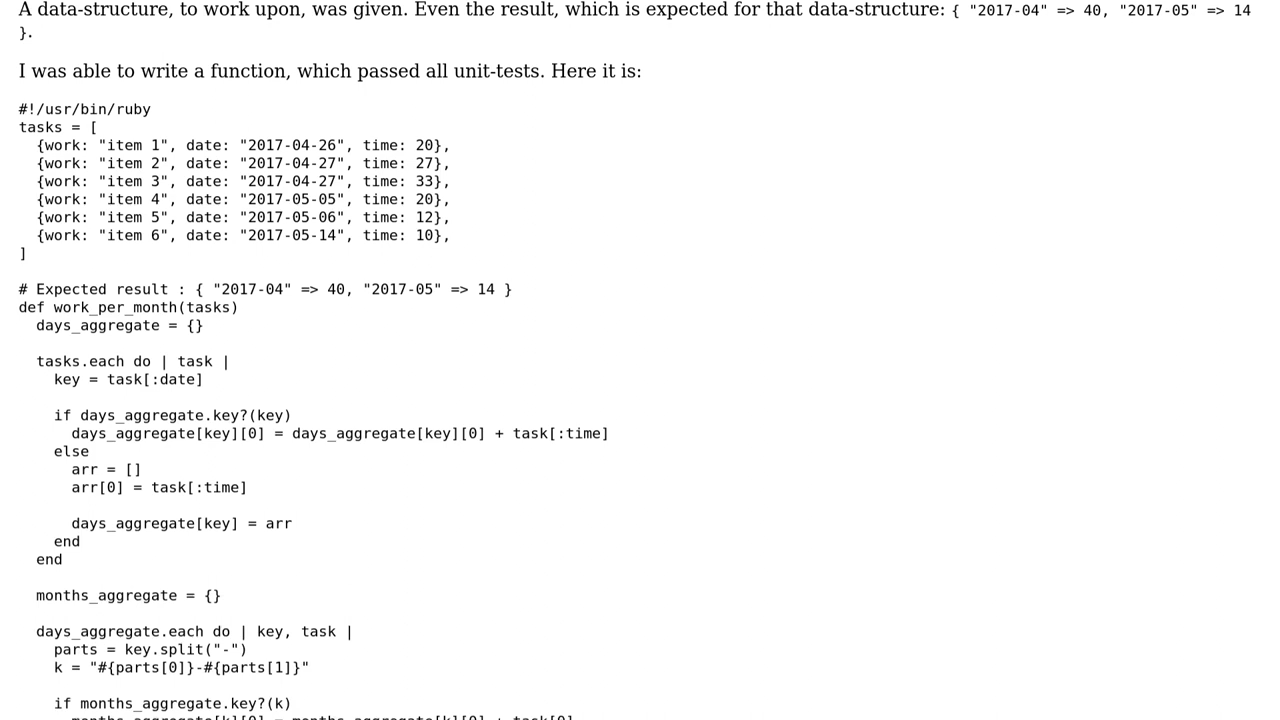 A data-structure, to work upon, was given. Even the result, which is expected for that data-structure: { "2017-04" => 40, "2017-05" => 14
}.
I was able to write a function, which passed all unit-tests. Here it is:
#!/usr/bin/ruby
tasks = [
  {work: "item 1", date: "2017-04-26", time: 20},
  {work: "item 2", date: "2017-04-27", time: 27},
  {work: "item 3", date: "2017-04-27", time: 33},
  {work: "item 4", date: "2017-05-05", time: 20},
  {work: "item 5", date: "2017-05-06", time: 12},
  {work: "item 6", date: "2017-05-14", time: 10},
]
# Expected result : { "2017-04" => 40, "2017-05" => 14 }
def work_per_month(tasks)
  days_aggregate = {}
  tasks.each do | task |
    key = task[:date]
    if days_aggregate.key?(key)
      days_aggregate[key][0] = days_aggregate[key][0] + task[:time]
    else
      arr = []
      arr[0] = task[:time]
      days_aggregate[key] = arr
    end
  end
  months_aggregate = {}
  days_aggregate.each do | key, task |
    parts = key.split("-")
    k = "#{parts[0]}-#{parts[1]}"
    if months_aggregate.key?(k)
      months_aggregate[k][0] = months_aggregate[k][0] + task[0]